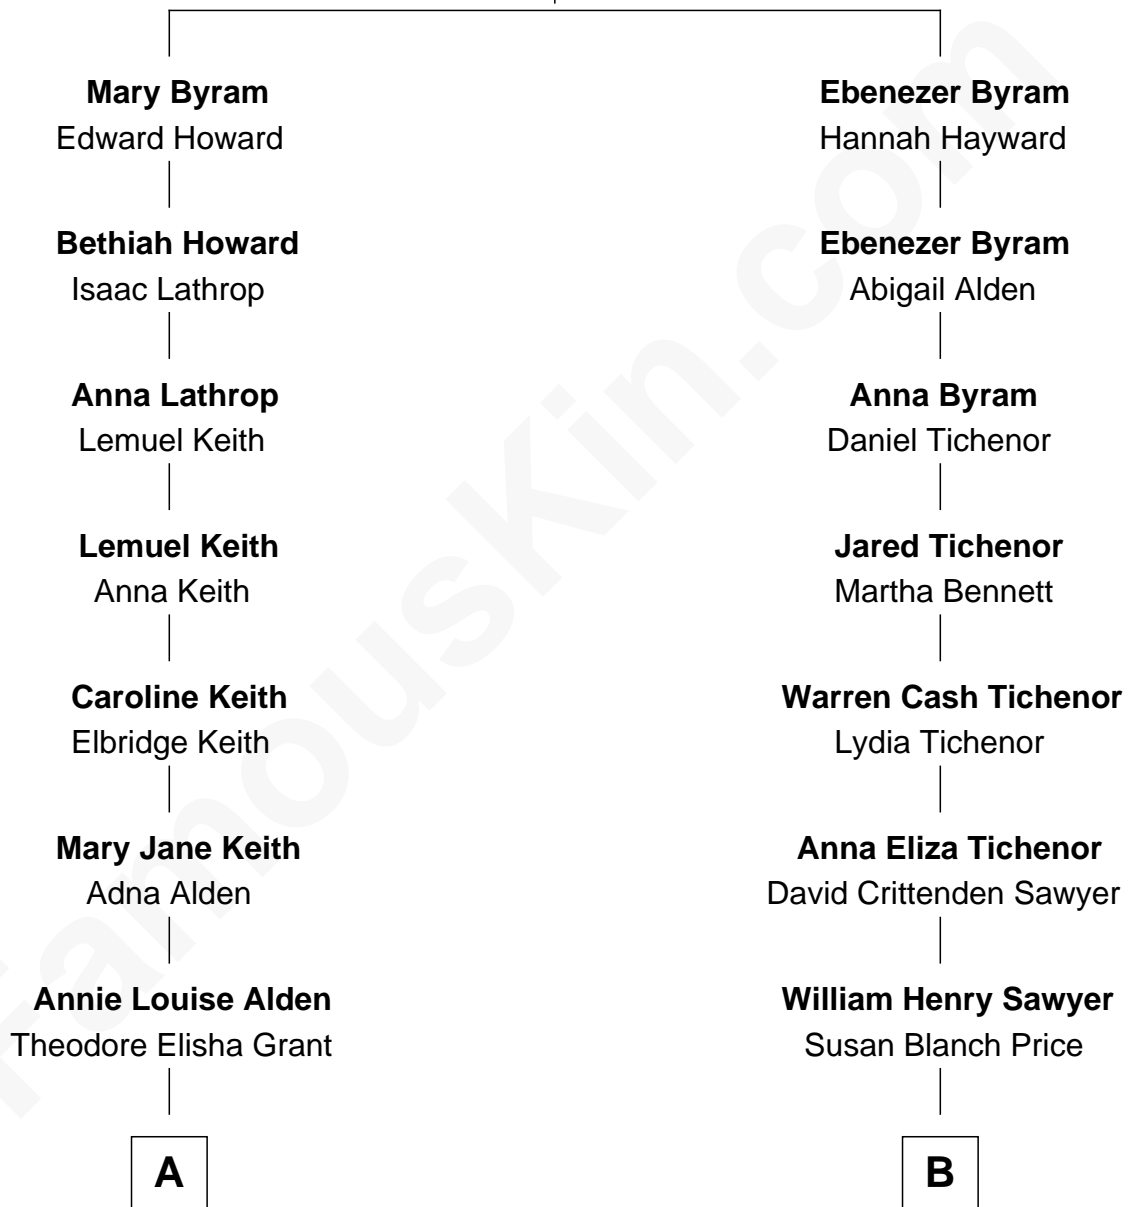 Mary Byram
Edward Howard
Bethiah Howard
Isaac Lathrop
Anna Lathrop
Lemuel Keith
Lemuel Keith
Anna Keith
Caroline Keith
Elbridge Keith
Mary Jane Keith
Adna Alden
Annie Louise Alden
Theodore Elisha Grant
A
Ebenezer Byram
Hannah Hayward
Ebenezer Byram
Abigail Alden
Anna Byram
Daniel Tichenor
Jared Tichenor
Martha Bennett
Warren Cash Tichenor
Lydia Tichenor
Anna Eliza Tichenor
David Crittenden Sawyer
William Henry Sawyer
Susan Blanch Price
B
FamousKin.com